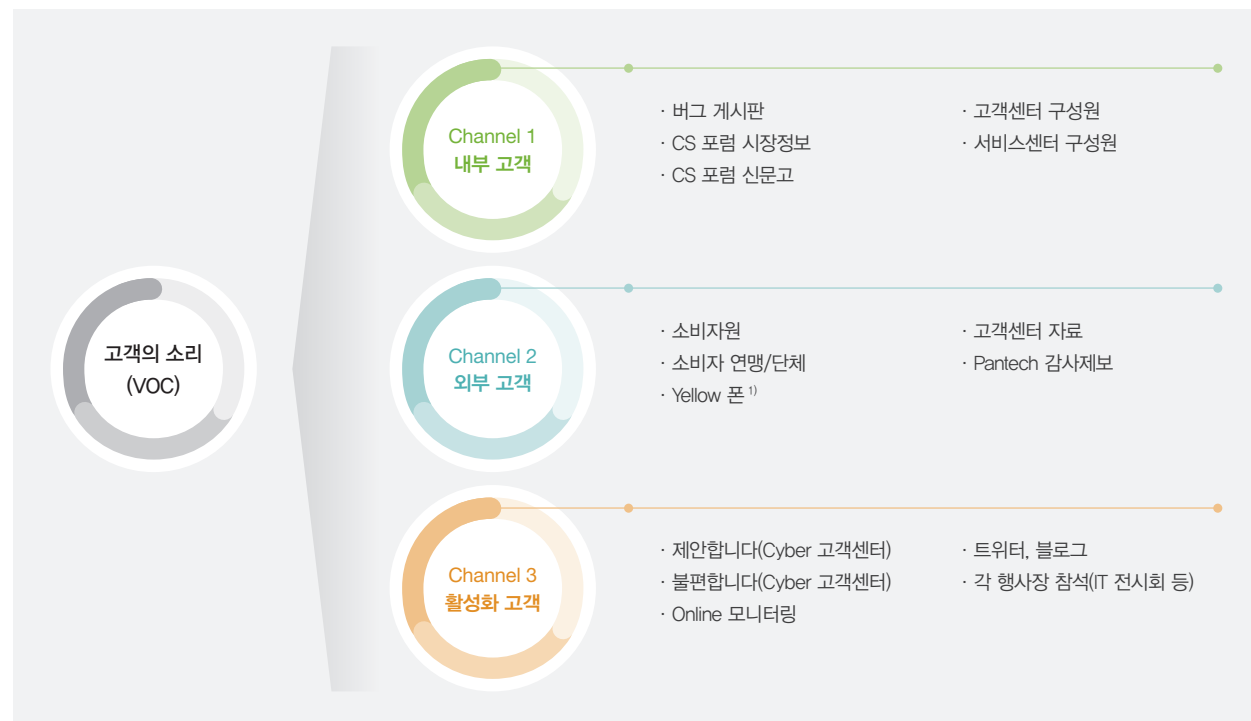 고객의 소리
(VOC)
Channel 1
내부 고객
· 버그 게시판
· CS 포럼 시장정보
· CS 포럼 신문고
· 고객센터 구성원
· 서비스센터 구성원
Channel 2
외부 고객
· 소비자원
· 소비자 연맹/단체
· Yellow 폰 1)
· 고객센터 자료
· Pantech 감사제보
Channel 3
활성화 고객
· 제안합니다(Cyber 고객센터)
· 불편합니다(Cyber 고객센터)
· Online 모니터링
· 트위터, 블로그
· 각 행사장 참석(IT 전시회 등)